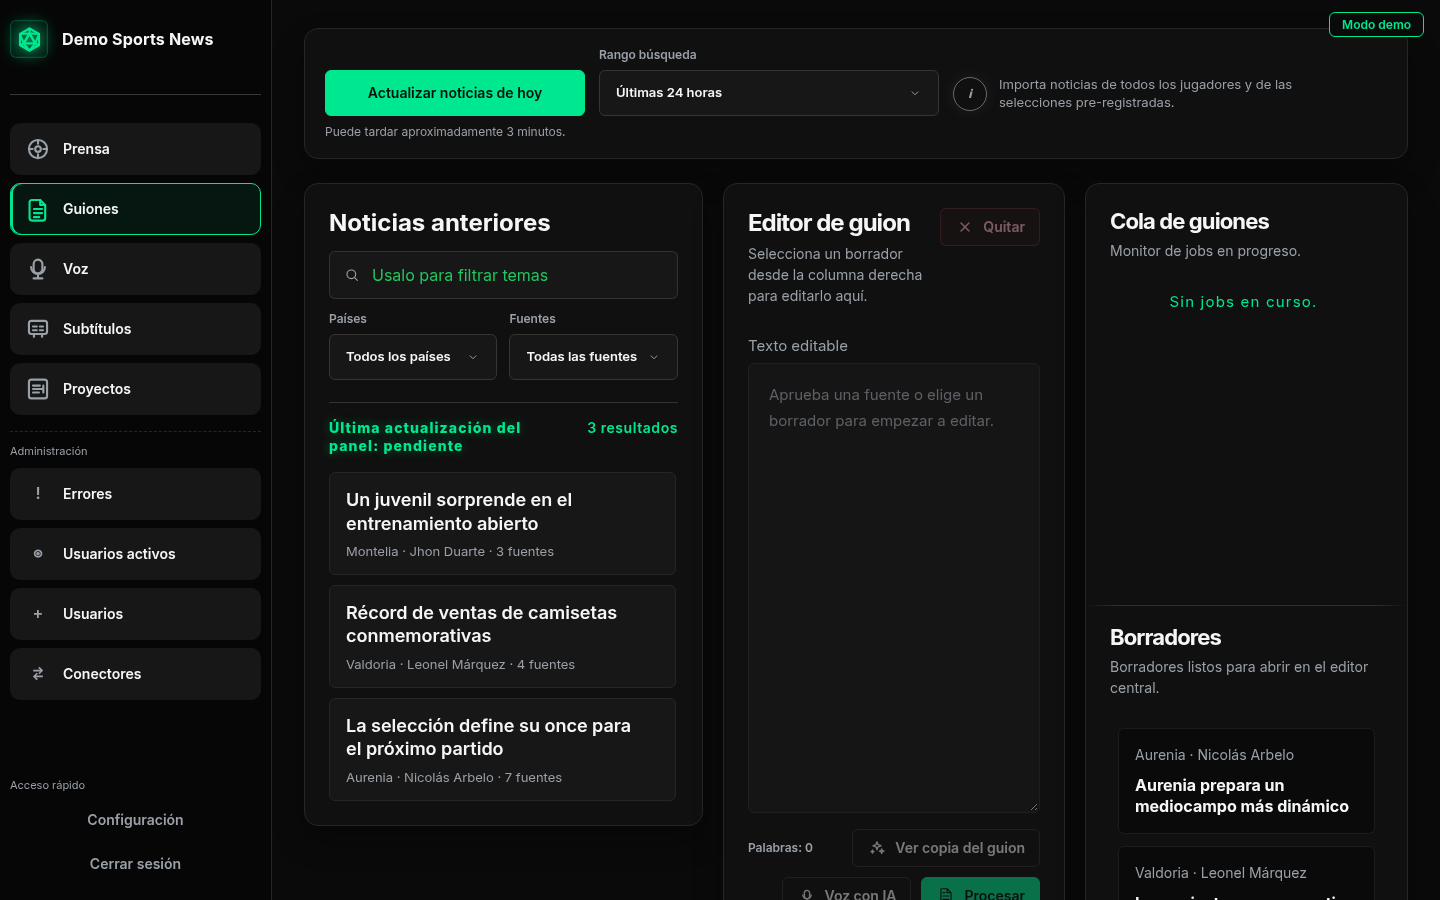 Demo Sports News
Prensa
Guiones
Voz
Subtítulos
Proyectos
Administración
! Errores
Usuarios activos
+ Usuarios
Conectores
Acceso rápido
Configuración
Cerrar sesión
Modo demo
Rango búsqueda
Actualizar noticias de hoy
Últimas 24 horas
i
Importa noticias de todos los jugadores y de las
selecciones pre-registradas.
Puede tardar aproximadamente 3 minutos.
Noticias anteriores
Usalo para filtrar temas
Países
Fuentes
Todos los países
Todas las fuentes
Última actualización del
panel: pendiente
3 resultados
Un juvenil sorprende en el
entrenamiento abierto
Montelia · Jhon Duarte · 3 fuentes
Récord de ventas de camisetas
conmemorativas
Valdoria · Leonel Márquez · 4 fuentes
La selección define su once para
el próximo partido
Aurenia · Nicolás Arbelo · 7 fuentes
Editor de guion
Quitar
Selecciona un borrador
desde la columna derecha
para editarlo aquí.
Texto editable
Aprueba una fuente o elige un
borrador para empezar a editar.
Palabras: 0
Ver copia del guion
Voz con IA
Procesar
Cola de guiones
Monitor de jobs en progreso.
Sin jobs en curso.
Borradores
Borradores listos para abrir en el editor
central.
Aurenia · Nicolás Arbelo
Aurenia prepara un
mediocampo más dinámico
Valdoria · Leonel Márquez